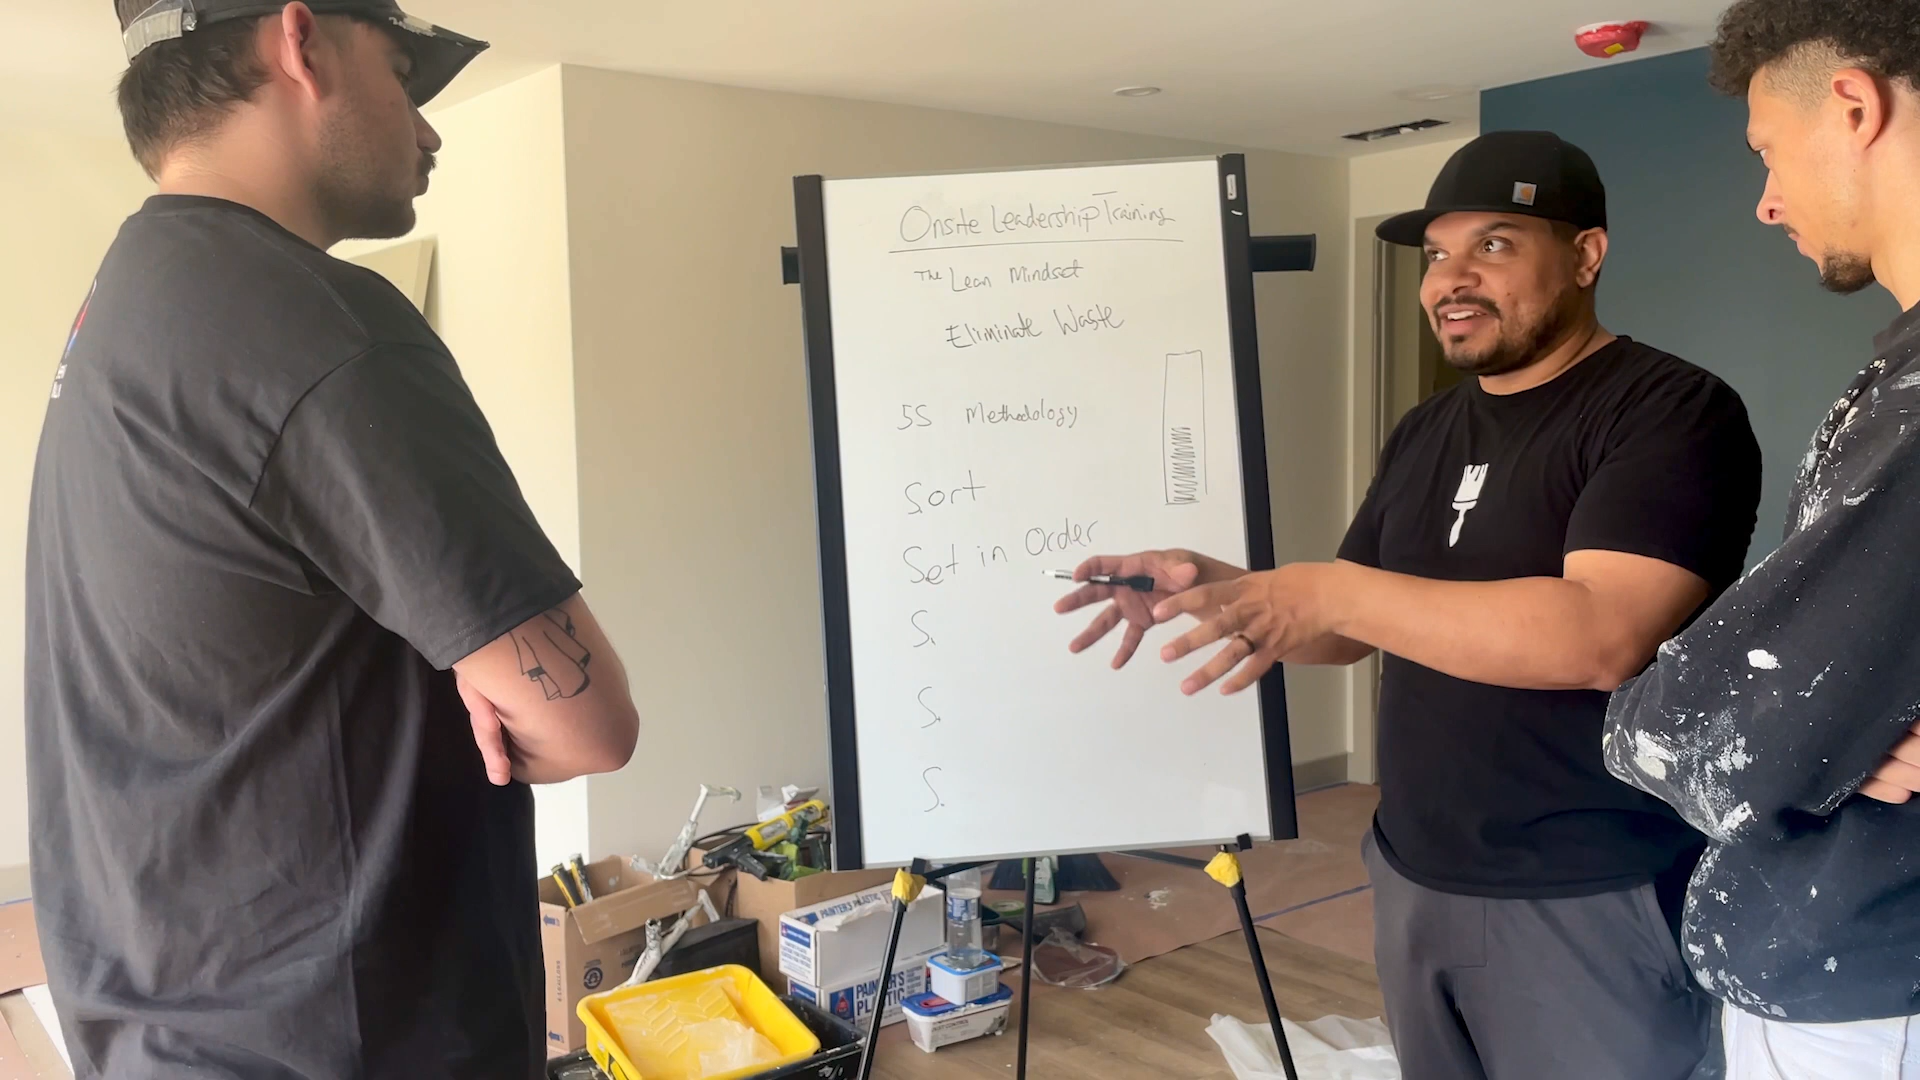 Onsite Leadership Training
The Lean Mindset
Eliminate Waste
5S Methodology
Sort
Set in Order
S.
S.
S.
PAINTER'S PLASTIC
PAINTER'S
PLASTIC